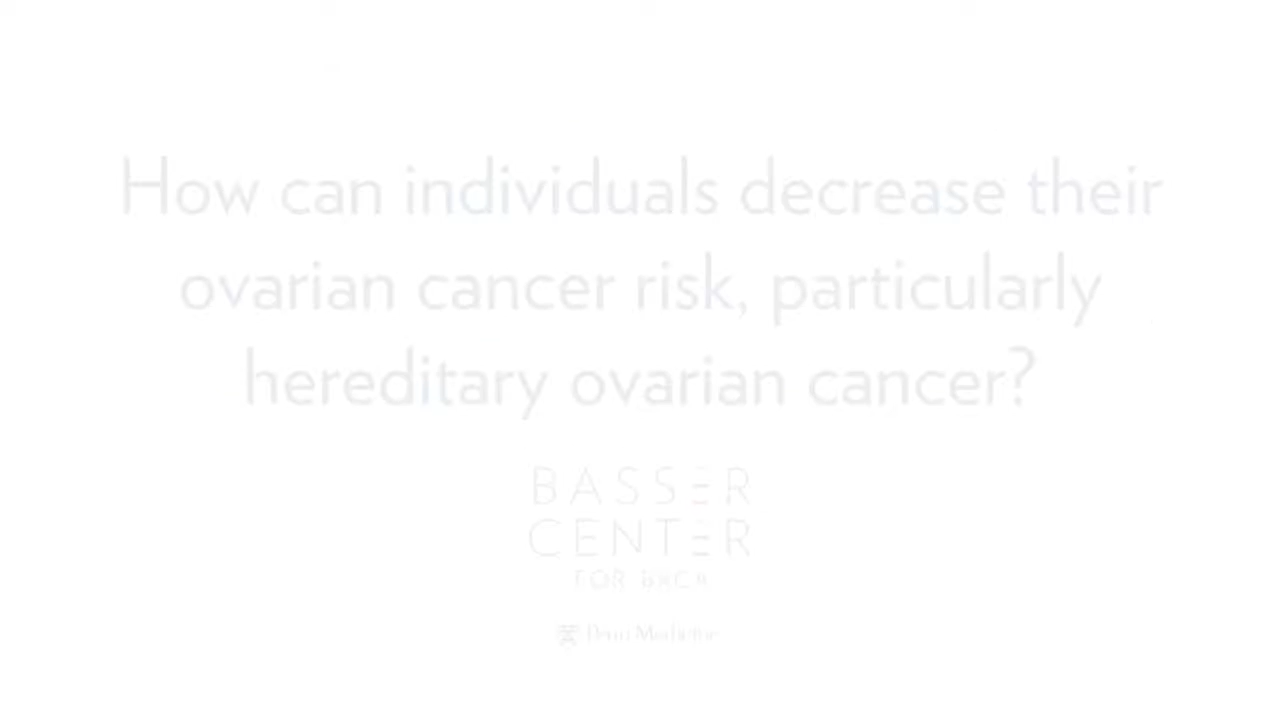 How can individuals decrease their
ovarian cancer risk, particularly
hereditary ovarian cancer?
BASSER
CENTER
FOR BRCA
Penn Medicine